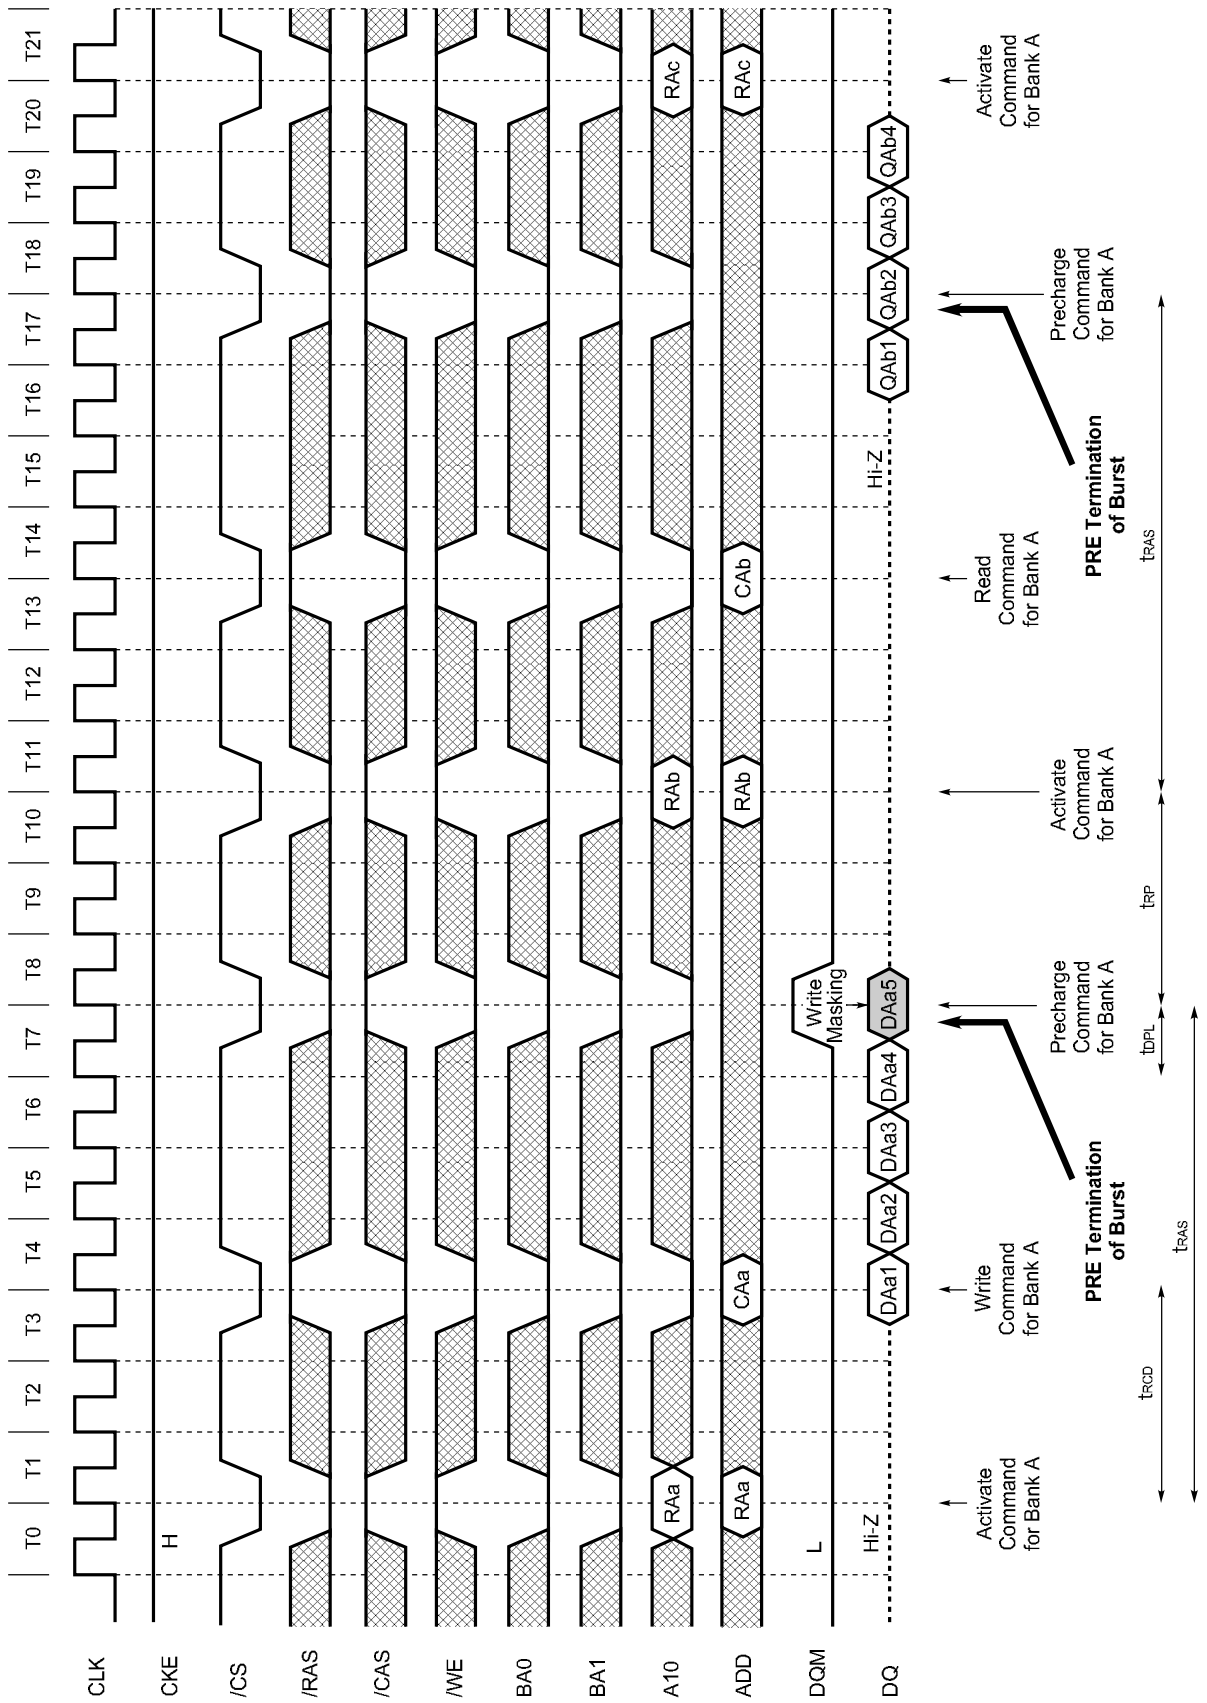 T0 T1 T2 T3 T4 T5 T6 T7 T8 T9 T10 T11 T12 T13 T14 T15 T16 T17 T18 T19 T20 T21
CLK
CKE H
/CS
/RAS
/CAS
/WE
BA0
BA1
A10 RAa RAb RAc
ADD RAa CAa RAb CAb RAc
DQM L
Write
Masking
DQ Hi-Z DAa1 DAa2 DAa3 DAa4 DAa5 Hi-Z QAb1 QAb2 QAb3 QAb4
Activate
Command
for Bank A
Write
Command
for Bank A
Precharge
Command
for Bank A
Activate
Command
for Bank A
Read
Command
for Bank A
Precharge
Command
for Bank A
Activate
Command
for Bank A
PRE Termination
of Burst
PRE Termination
of Burst
tRCD tDPL tRP tRAS
tRAS